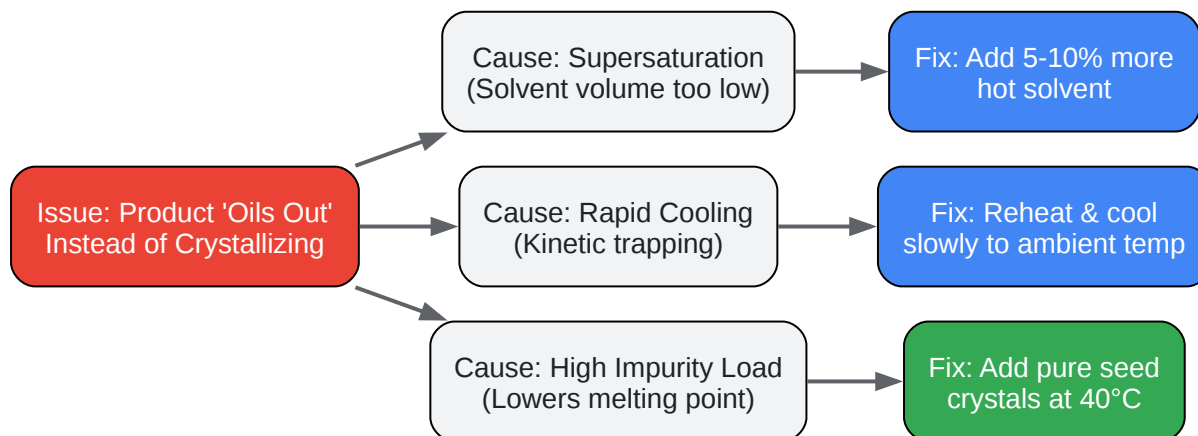 Issue: Product 'Oils Out'
Instead of Crystallizing
Cause: Supersaturation
(Solvent volume too low)
Fix: Add 5-10% more
hot solvent
Cause: Rapid Cooling
(Kinetic trapping)
Fix: Reheat & cool
slowly to ambient temp
Cause: High Impurity Load
(Lowers melting point)
Fix: Add pure seed
crystals at 40°C